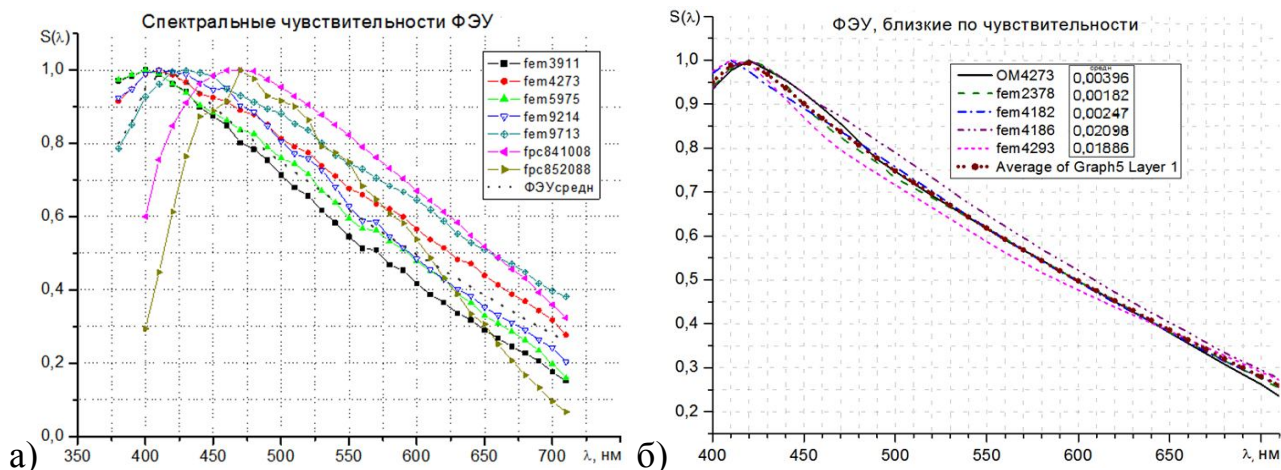 Спектральные чувствительности ФЭУ
S(λ)
1,0
0,8
0,6
0,4
0,2
0,0
fem3911
fem4273
fem5975
fem9214
fem9713
fpc841008
fpc852088
ФЭУсредн
350 400 450 500 550 600 650 700 λ, нм
а)
ФЭУ, близкие по чувствительности
S(λ)
1,0
0,9
0,8
0,7
0,6
0,5
0,4
0,3
0,2
средн
OM4273 0,00396
fem2378 0,00182
fem4182 0,00247
fem4186 0,02098
fem4293 0,01886
Average of Graph5 Layer 1
400 450 500 550 600 650 λ, нм
б)